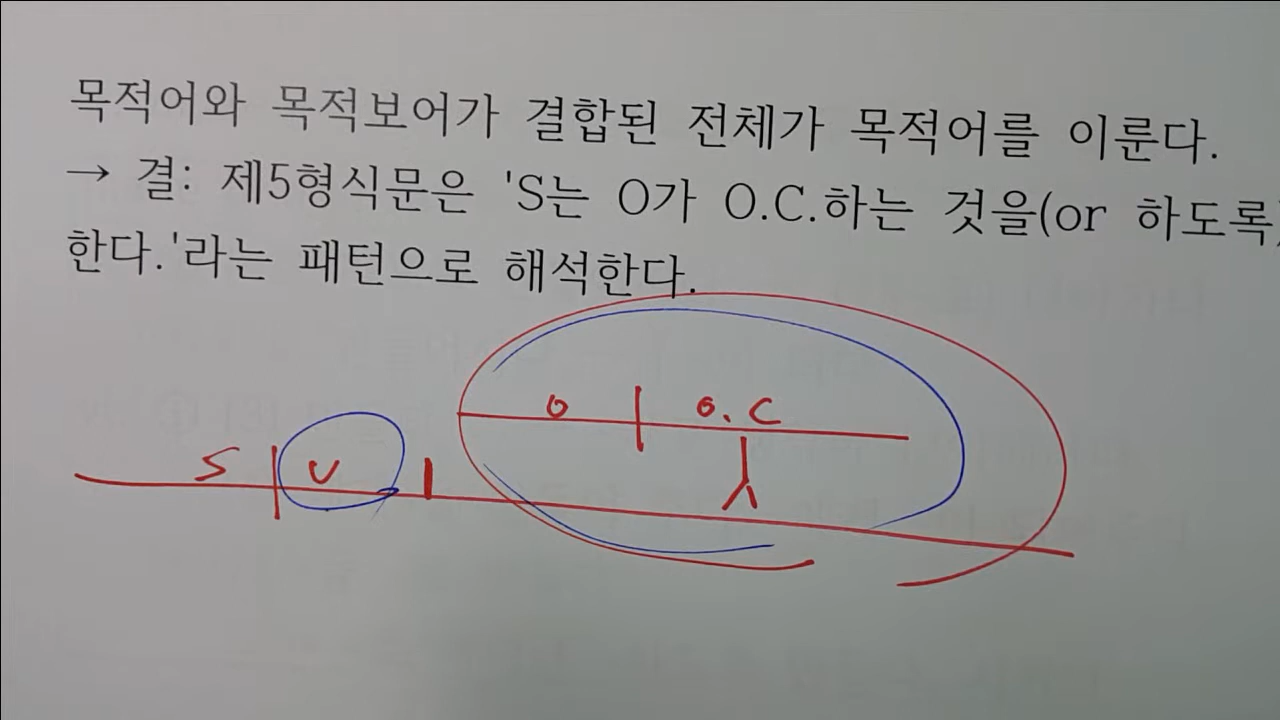 목적어와 목적보어가 결합된 전체가 목적어를 이룬다.
→ 결: 제5형식문은 'S는 O가 O.C.하는 것을(or 하도록)
한다.'라는 패턴으로 해석한다.
O O.C
S V